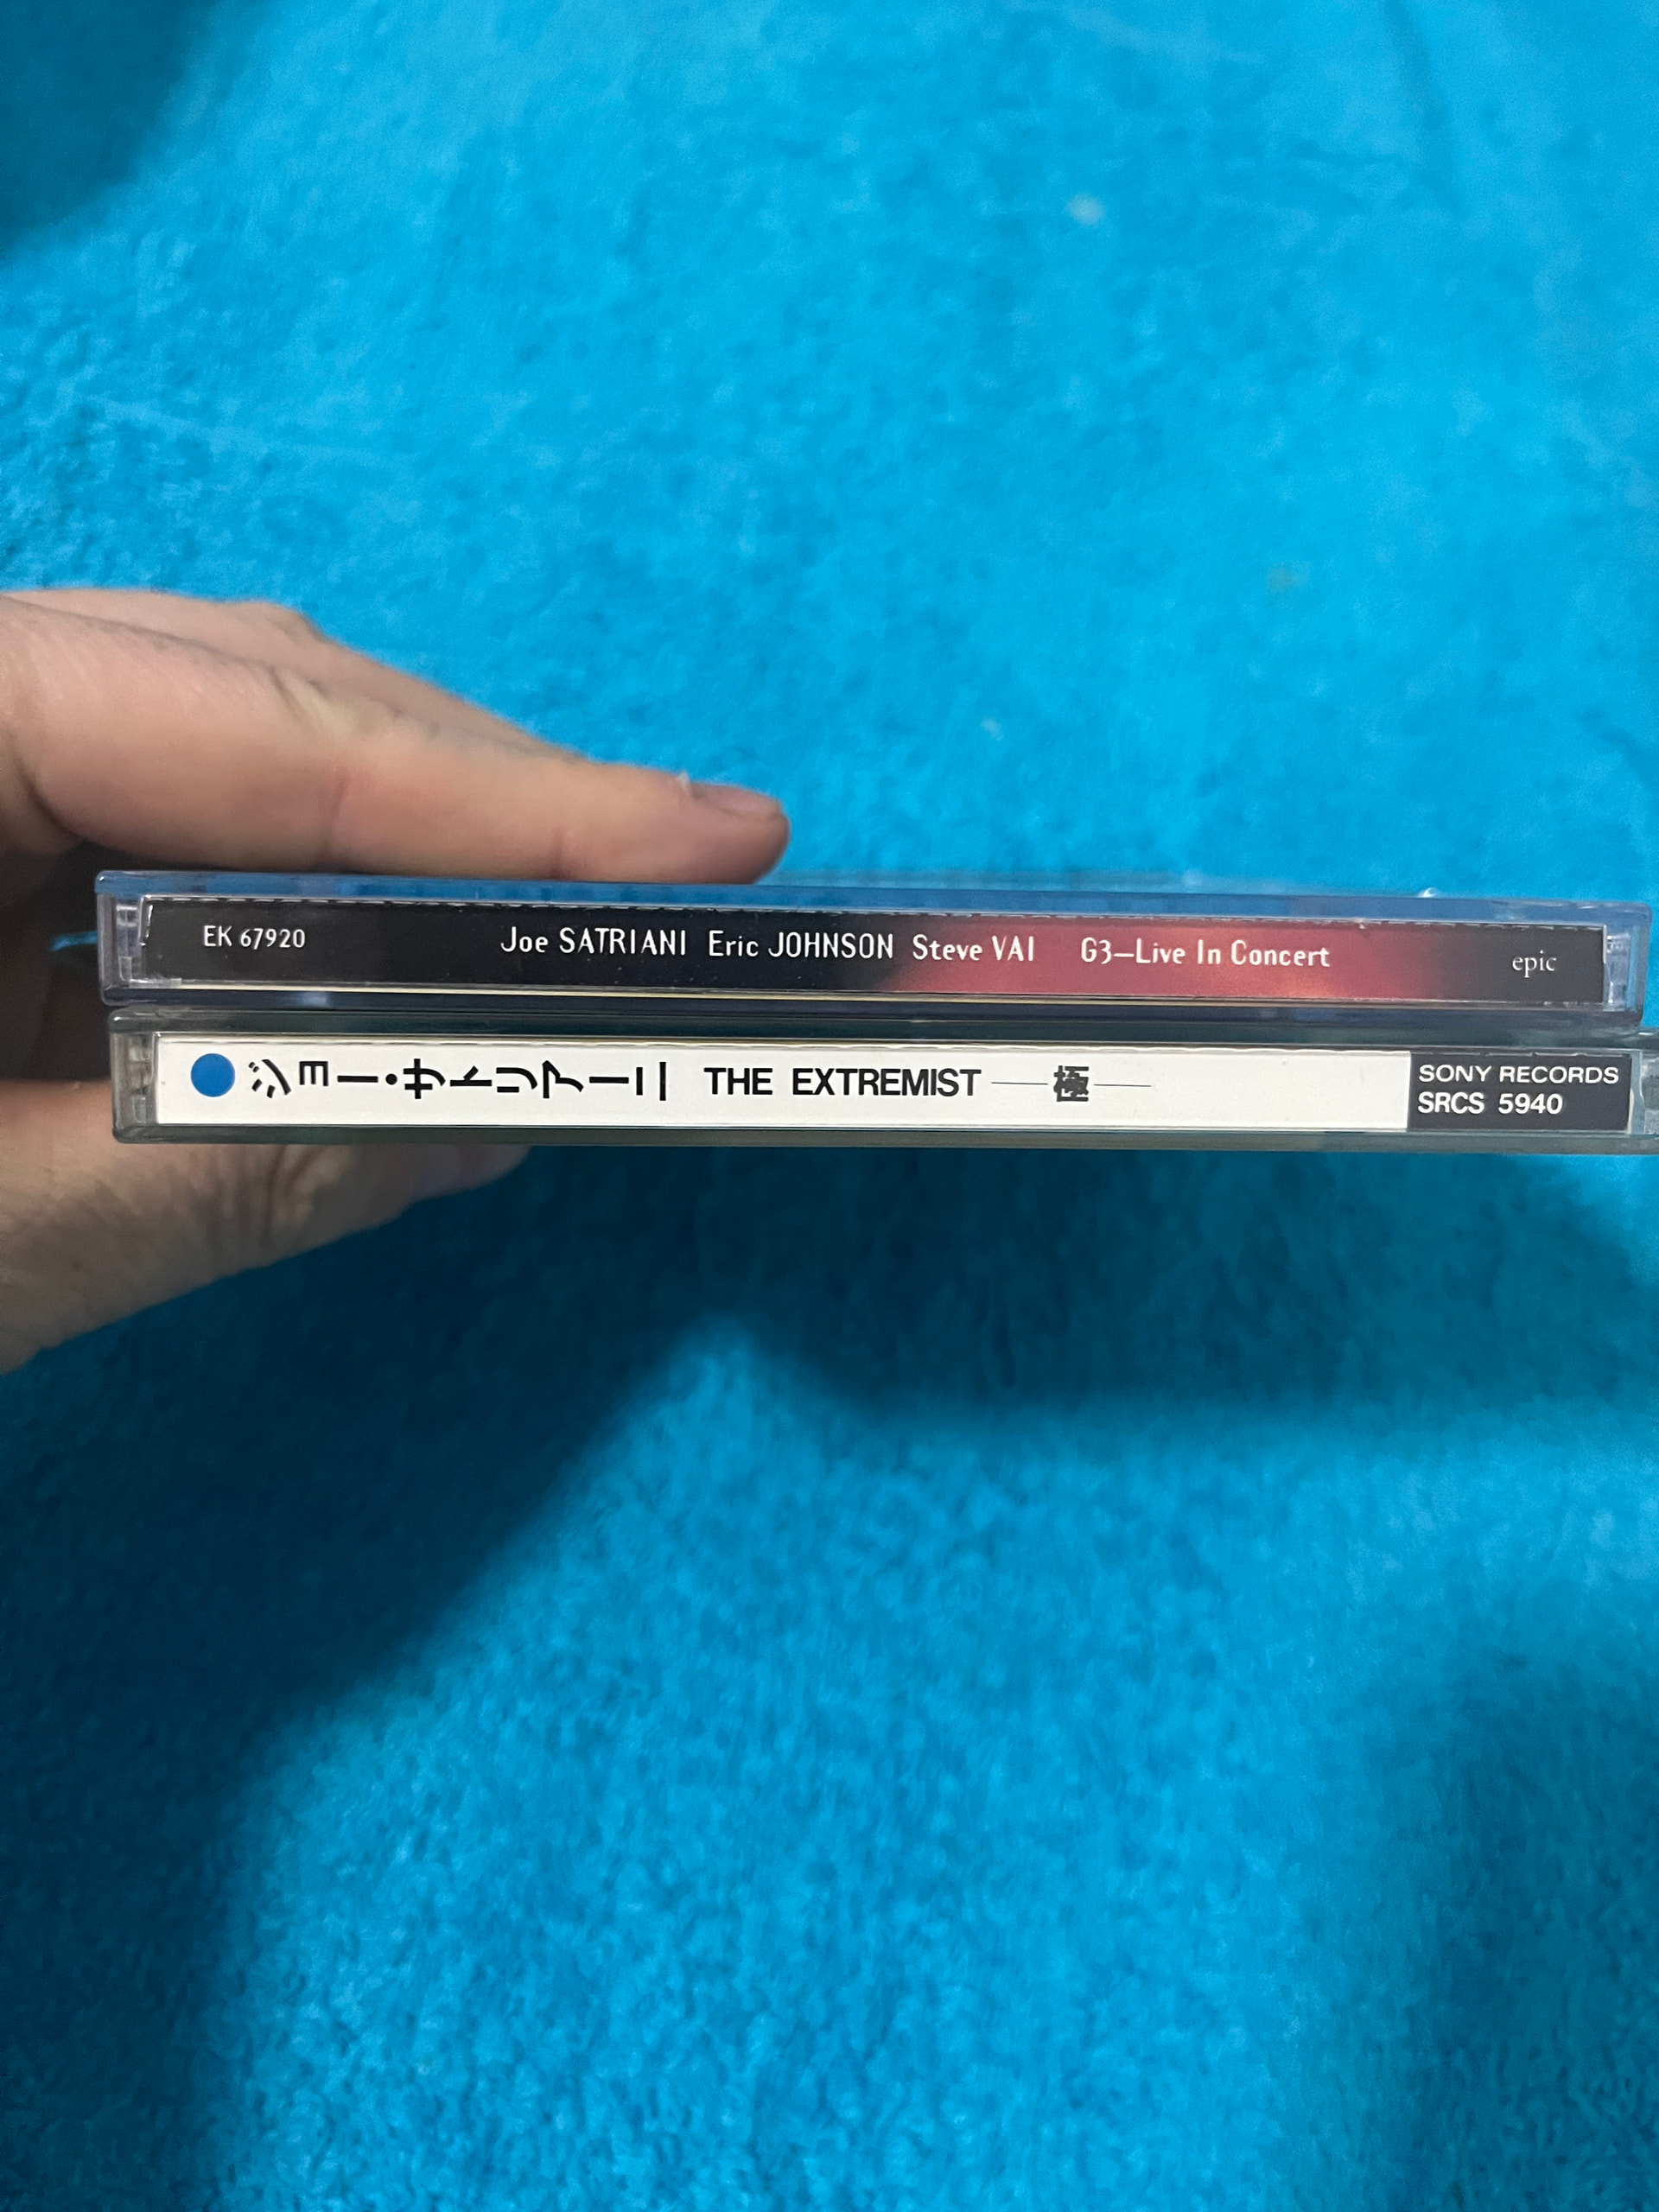 EK 67920 Joe SATRIANI Eric JOHNSON Steve VAI G3—Live In Concert epic
ジョー・サトリアーニ THE EXTREMIST ——極——
SONY RECORDS
SRCS 5940